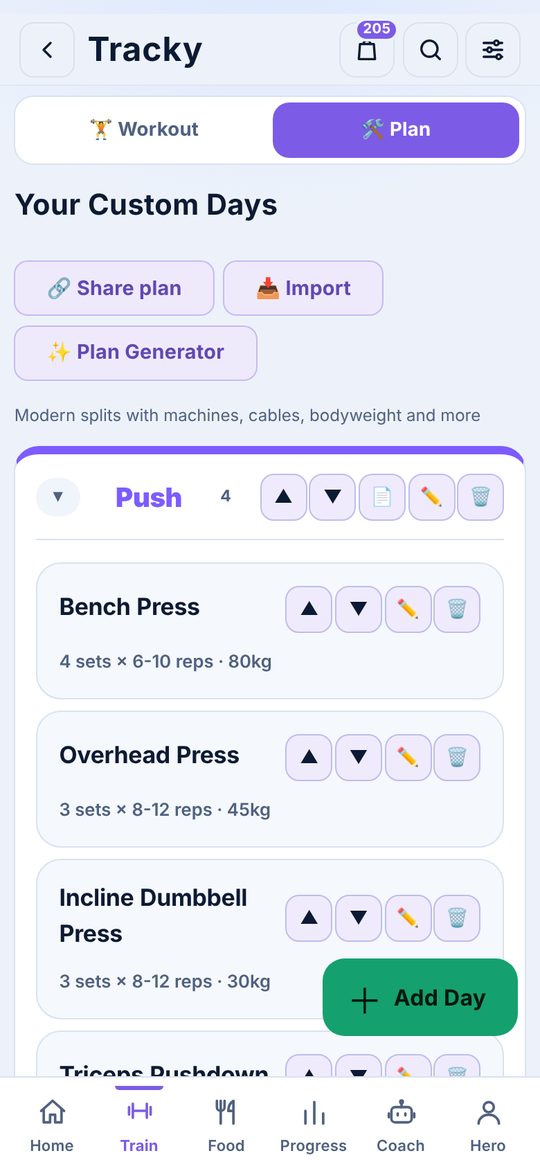 Tracky
205
🏋️ Workout
🛠️ Plan
Your Custom Days
🔗 Share plan
📥 Import
✨ Plan Generator
Modern splits with machines, cables, bodyweight and more
▼ Push 4 ▲ ▼ 📄 ✏️ 🗑️
Bench Press ▲ ▼ ✏️ 🗑️
4 sets × 6-10 reps · 80kg
Overhead Press ▲ ▼ ✏️ 🗑️
3 sets × 8-12 reps · 45kg
Incline Dumbbell
Press ▲ ▼ ✏️ 🗑️
3 sets × 8-12 reps · 30kg
+ Add Day
Triceps Pushdown
Home
Train
Food
Progress
Coach
Hero